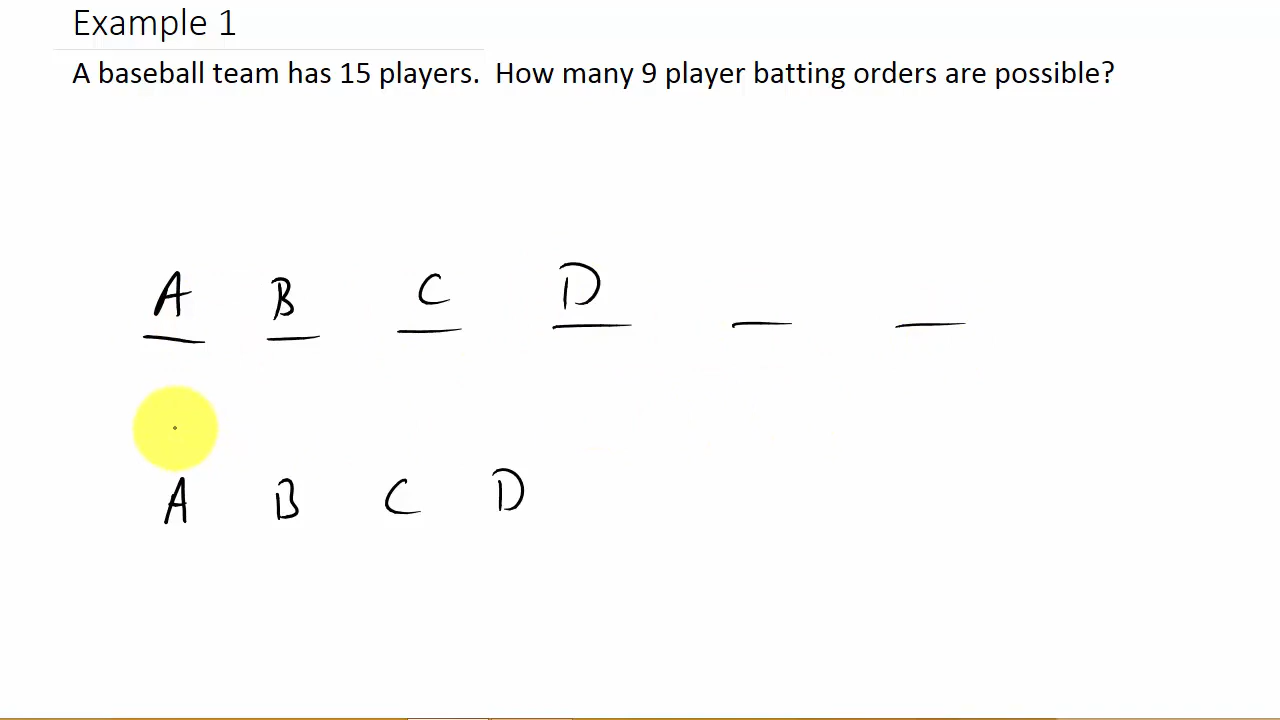 Example 1
A baseball team has 15 players. How many 9 player batting orders are possible?
A B C D
A B C D